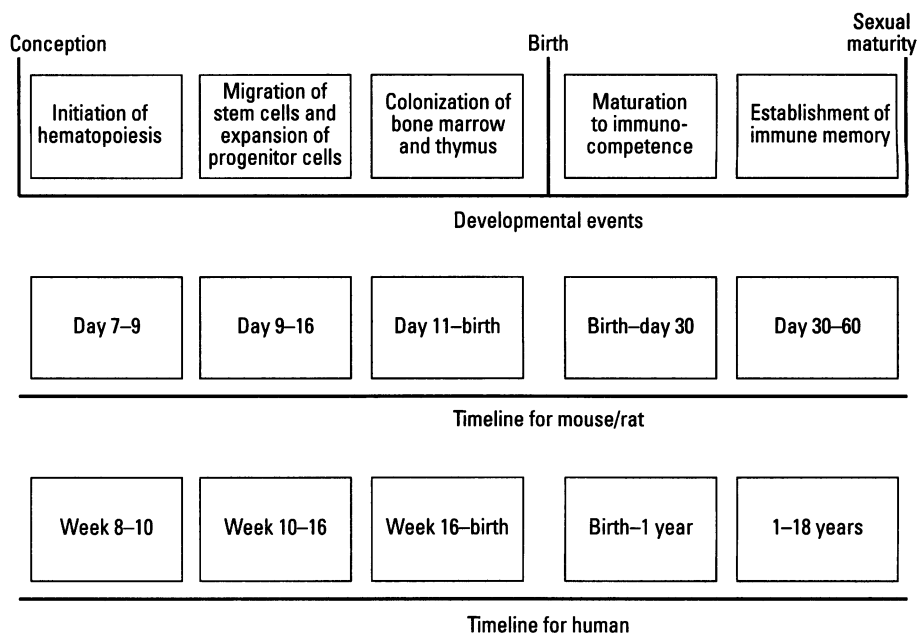 Conception
Birth
Sexual
maturity
Initiation of
hematopoiesis
Migration of
stem cells and
expansion of
progenitor cells
Colonization of
bone marrow
and thymus
Maturation
to immuno-
competence
Establishment of
immune memory
Developmental events
Day 7–9
Day 9–16
Day 11–birth
Birth–day 30
Day 30–60
Timeline for mouse/rat
Week 8–10
Week 10–16
Week 16–birth
Birth–1 year
1–18 years
Timeline for human